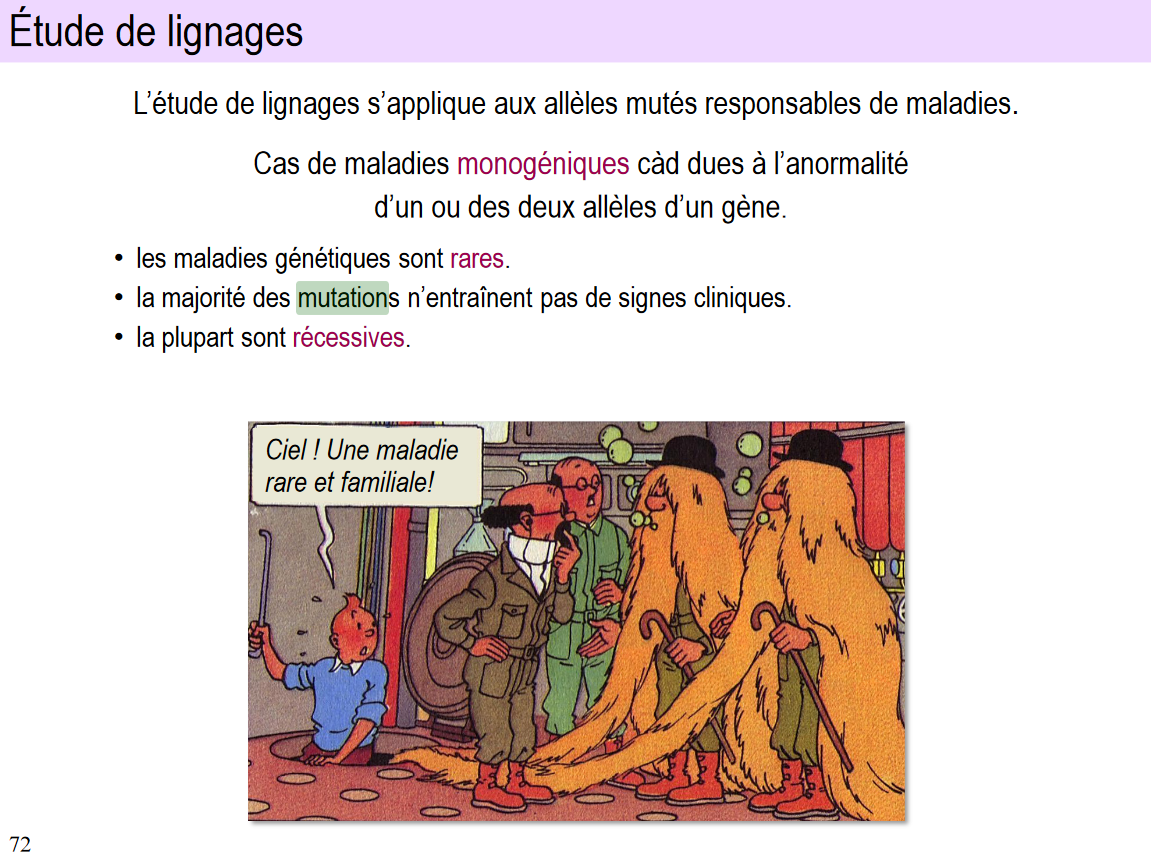 Étude de lignages
L’étude de lignages s’applique aux allèles mutés responsables de maladies.
Cas de maladies monogéniques càd dues à l’anormalité
d’un ou des deux allèles d’un gène.
• les maladies génétiques sont rares.
• la majorité des mutations n’entraînent pas de signes cliniques.
• la plupart sont récessives.
Ciel ! Une maladie
rare et familiale!
72